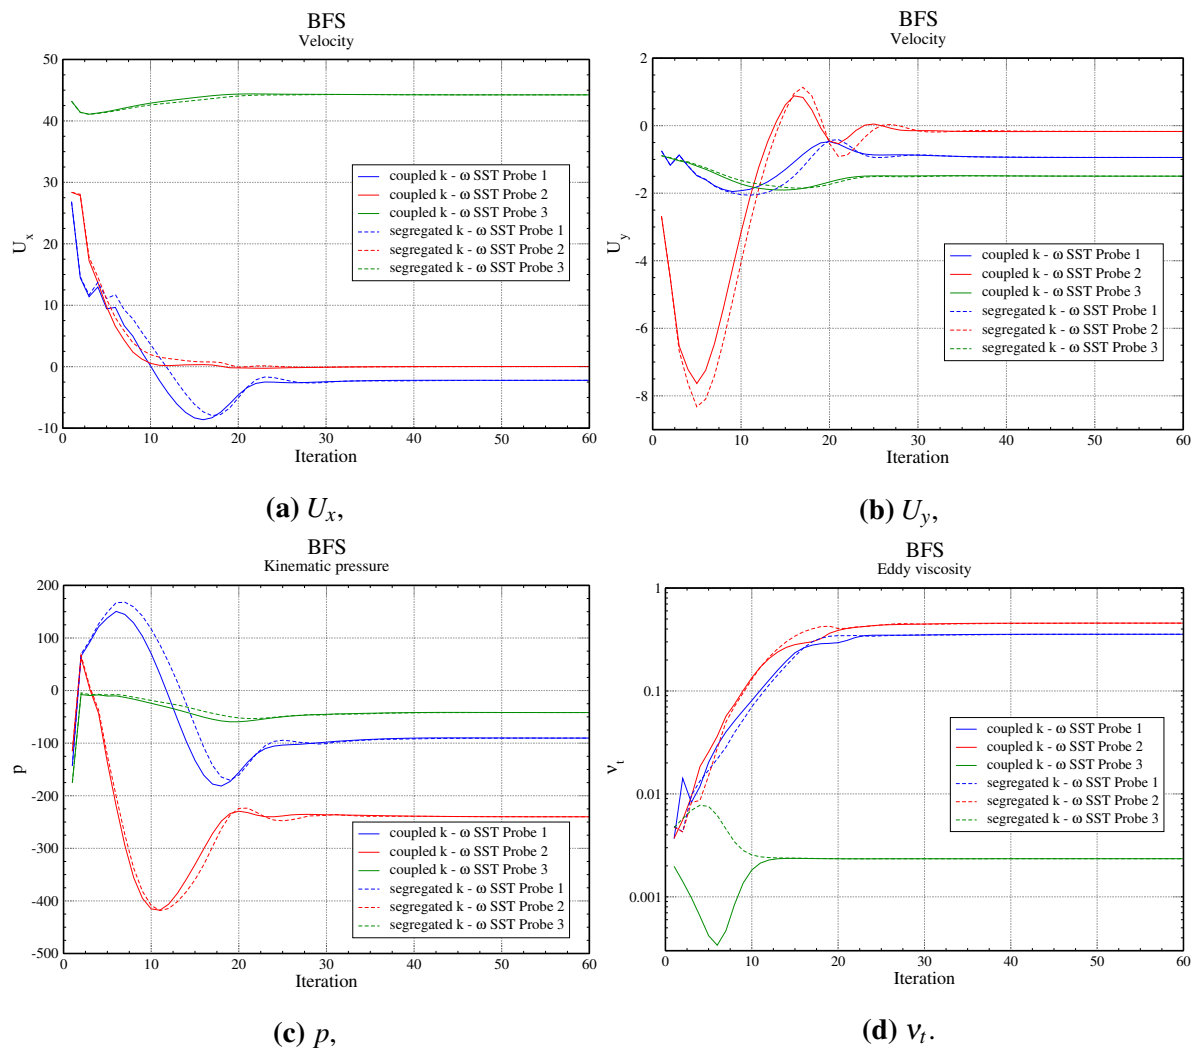 BFS
Velocity
50
40
30
20
10
0
-10
U_x
coupled k - ω SST Probe 1
coupled k - ω SST Probe 2
coupled k - ω SST Probe 3
segregated k - ω SST Probe 1
segregated k - ω SST Probe 2
segregated k - ω SST Probe 3
0 10 20 30 40 50 60
Iteration
(a) U_x,
BFS
Velocity
2
0
-2
-4
-6
-8
U_y
coupled k - ω SST Probe 1
coupled k - ω SST Probe 2
coupled k - ω SST Probe 3
segregated k - ω SST Probe 1
segregated k - ω SST Probe 2
segregated k - ω SST Probe 3
0 10 20 30 40 50 60
Iteration
(b) U_y,
BFS
Kinematic pressure
200
100
0
-100
-200
-300
-400
-500
p
coupled k - ω SST Probe 1
coupled k - ω SST Probe 2
coupled k - ω SST Probe 3
segregated k - ω SST Probe 1
segregated k - ω SST Probe 2
segregated k - ω SST Probe 3
0 10 20 30 40 50 60
Iteration
(c) p,
BFS
Eddy viscosity
1
0.1
0.01
0.001
ν_t
coupled k - ω SST Probe 1
coupled k - ω SST Probe 2
coupled k - ω SST Probe 3
segregated k - ω SST Probe 1
segregated k - ω SST Probe 2
segregated k - ω SST Probe 3
0 10 20 30 40 50 60
Iteration
(d) ν_t.